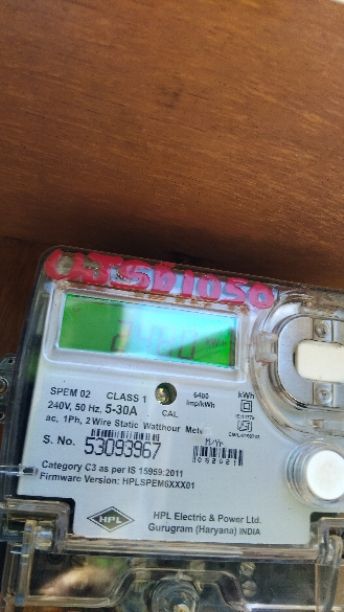 SPEM 02 CLASS 1 6400 kWh
240V, 50 Hz, 5-30A CAL imp/kWh
ac, 1Ph, 2 Wire Static Watthour Mete
S. No. 53093967 M/Yr
Category C3 as per IS 15959:2011
Firmware Version: HPLSPEM6XXX01
HPL HPL Electric & Power Ltd.
Gurugram (Haryana) INDIA